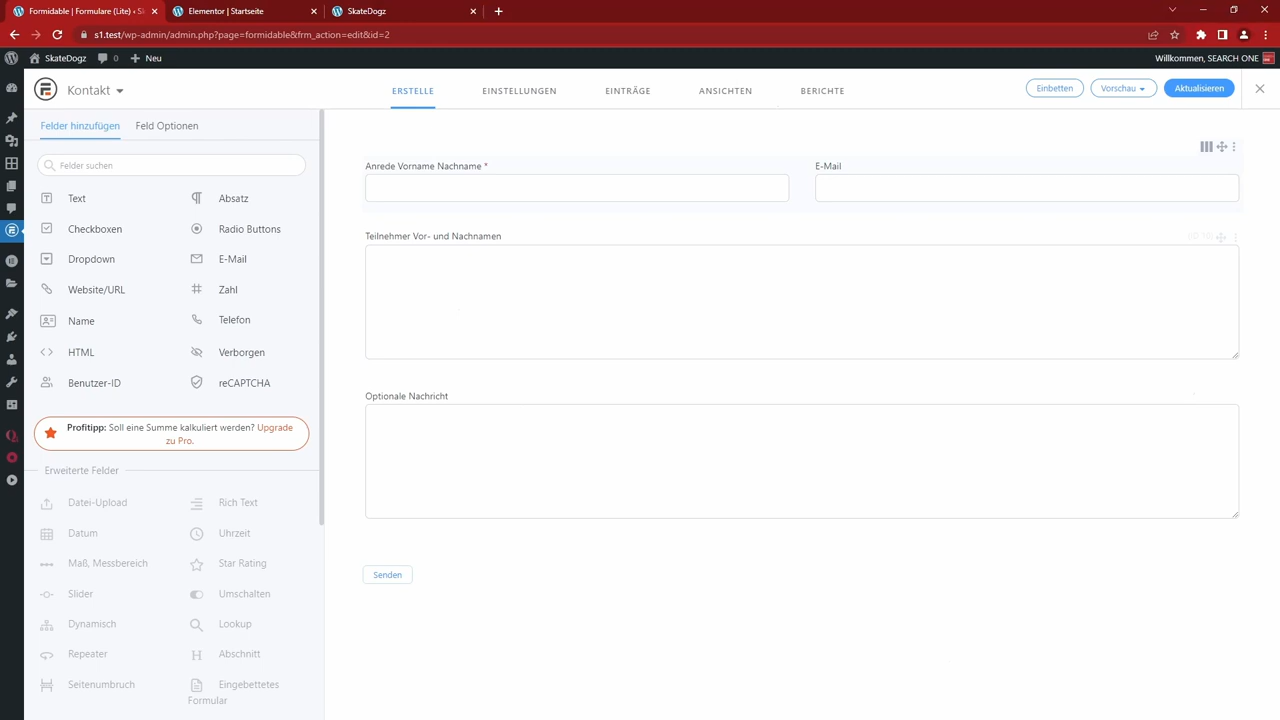 Formidable | Formulare (Lite) ‹ Sk
Elementor | Startseite
SkateDogz
s1.test/wp-admin/admin.php?page=formidable&frm_action=edit&id=2
SkateDogz
0
Neu
Willkommen, SEARCH ONE
Kontakt
ERSTELLE
EINSTELLUNGEN
EINTRÄGE
ANSICHTEN
BERICHTE
Einbetten
Vorschau
Aktualisieren
Felder hinzufügen
Feld Optionen
Felder suchen
Text
Absatz
Checkboxen
Radio Buttons
Dropdown
E-Mail
Website/URL
Zahl
Name
Telefon
HTML
Verborgen
Benutzer-ID
reCAPTCHA
Profitipp: Soll eine Summe kalkuliert werden? Upgrade
zu Pro.
Erweiterte Felder
Datei-Upload
Rich Text
Datum
Uhrzeit
Maß, Messbereich
Star Rating
Slider
Umschalten
Dynamisch
Lookup
Repeater
Abschnitt
Seitenumbruch
Eingebettetes
Formular
Anrede Vorname Nachname *
E-Mail
Teilnehmer Vor- und Nachnamen
Optionale Nachricht
Senden